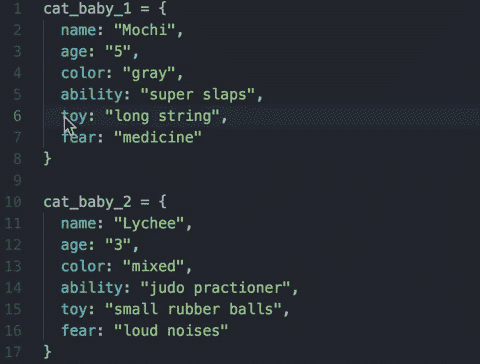 1 cat_baby_1 = {
2 name: "Mochi",
3 age: "5",
4 color: "gray",
5 ability: "super slaps",
6 toy: "long string",
7 fear: "medicine"
8 }
9
10 cat_baby_2 = {
11 name: "Lychee",
12 age: "3",
13 color: "mixed",
14 ability: "judo practioner",
15 toy: "small rubber balls",
16 fear: "loud noises"
17 }